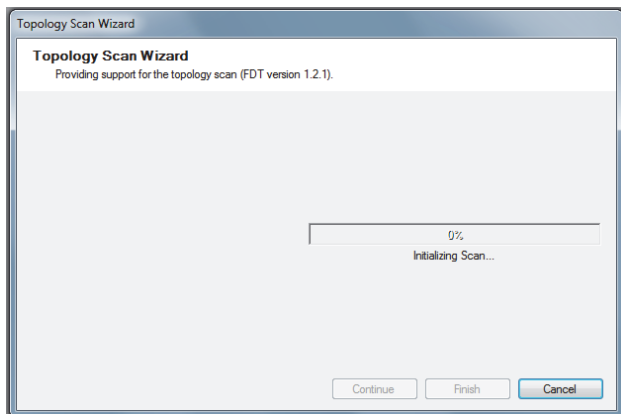 Topology Scan Wizard
Topology Scan Wizard
Providing support for the topology scan (FDT version 1.2.1).
0%
Initializing Scan...
Continue Finish Cancel